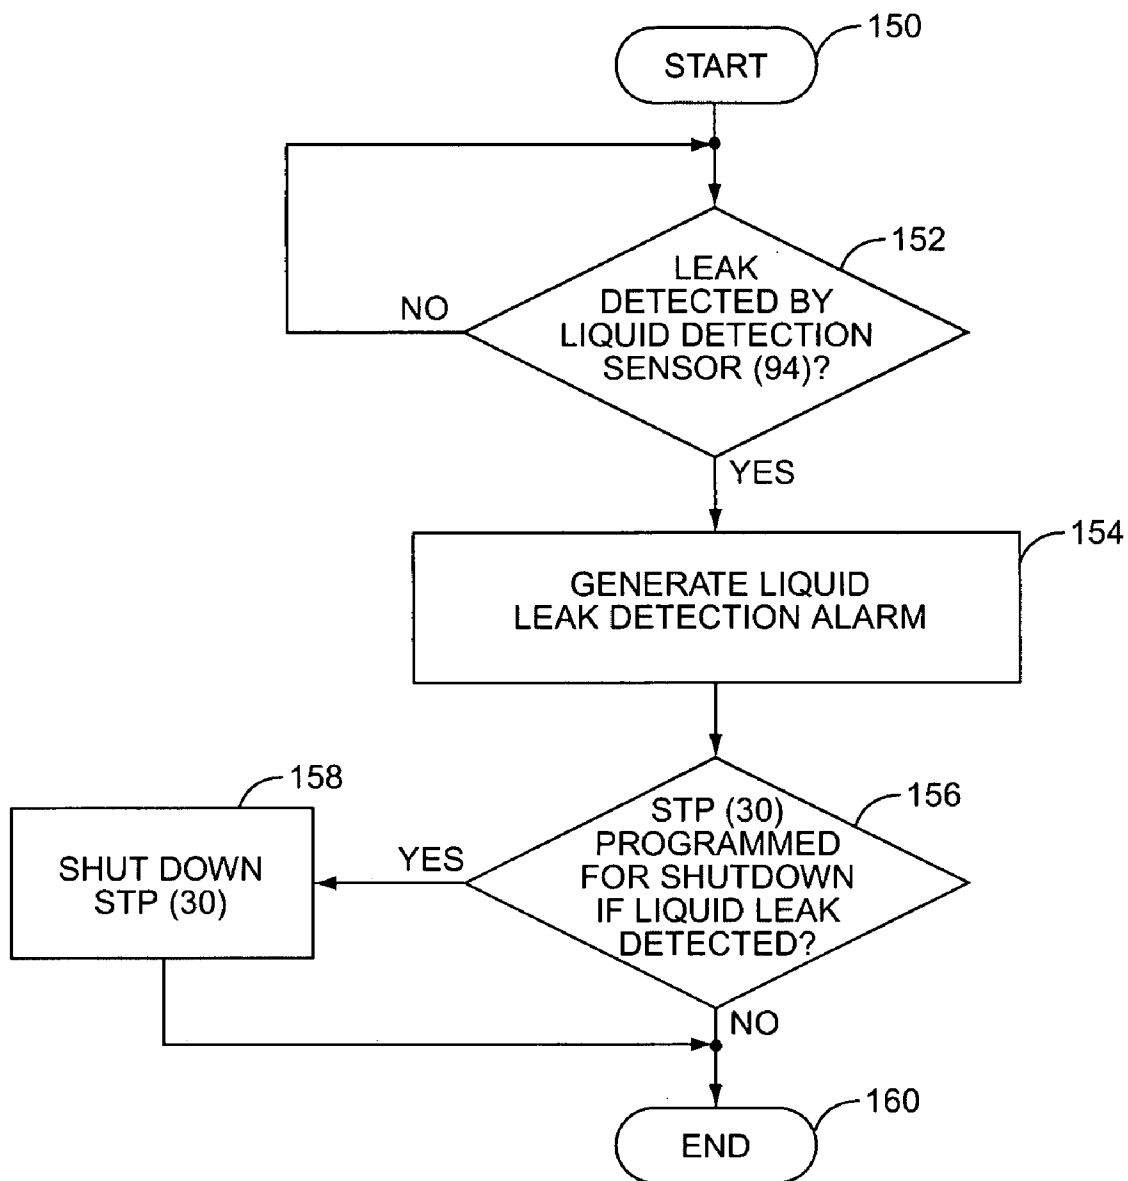 150
START
152
LEAK
DETECTED BY
LIQUID DETECTION
SENSOR (94)?
NO
YES
154
GENERATE LIQUID
LEAK DETECTION ALARM
158
156
STP (30)
PROGRAMMED
FOR SHUTDOWN
IF LIQUID LEAK
DETECTED?
YES
SHUT DOWN
STP (30)
NO
160
END